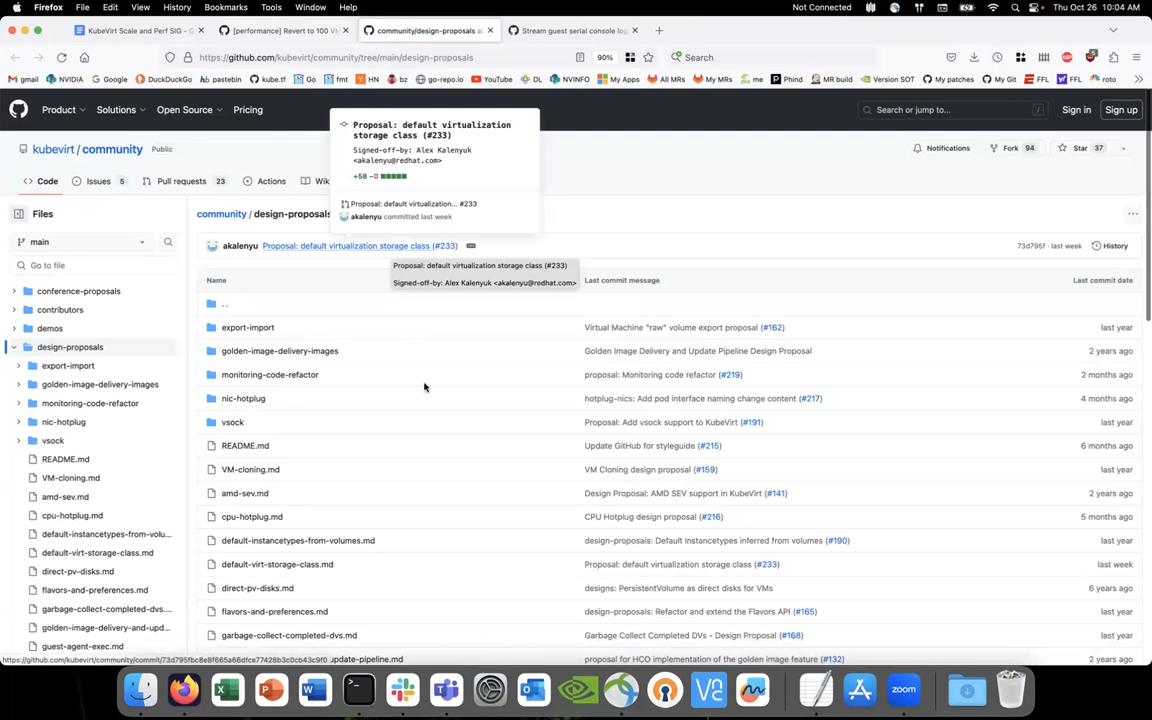 Firefox File Edit View History Bookmarks Tools Window Help
Not Connected Thu Oct 26 10:04 AM
KubeVirt Scale and Perf SIG - G
[performance] Revert to 100 VM
community/design-proposals at
Stream guest serial console log
https://github.com/kubevirt/community/tree/main/design-proposals
90%
Search
gmail NVIDIA Google DuckDuckGo pastebin kube.tf Go fmt HN bz go-repo.io YouTube DL NVINFO My Apps All MRs My MRs Phind MR build Version SOT My patches My Git FFL FFL roto
Product Solutions Open Source Pricing
Search or jump to... /
Sign in Sign up
kubevirt / community Public
Notifications Fork 94 Star 37
Code Issues 5 Pull requests 23 Actions Wik
Proposal: default virtualization
storage class (#233)
Signed-off-by: Alex Kalenyuk
<akalenyu@redhat.com>
+58 −0
Proposal: default virtualization... #233
akalenyu committed last week
Files
main
Go to file
conference-proposals
contributors
demos
design-proposals
export-import
golden-image-delivery-images
monitoring-code-refactor
nic-hotplug
vsock
README.md
VM-cloning.md
amd-sev.md
cpu-hotplug.md
default-instancetypes-from-volu...
default-virt-storage-class.md
direct-pv-disks.md
flavors-and-preferences.md
garbage-collect-completed-dvs....
golden-image-delivery-and-upd...
guest-agent-exec.md
community / design-proposals
akalenyu Proposal: default virtualization storage class (#233)
73d795f · last week History
Proposal: default virtualization storage class (#233)
Signed-off-by: Alex Kalenyuk <akalenyu@redhat.com>
Name Last commit message Last commit date
..
export-import Virtual Machine "raw" volume export proposal (#162) last year
golden-image-delivery-images Golden Image Delivery and Update Pipeline Design Proposal 2 years ago
monitoring-code-refactor proposal: Monitoring code refactor (#219) 2 months ago
nic-hotplug hotplug-nics: Add pod interface naming change content (#217) 4 months ago
vsock Proposal: Add vsock support to KubeVirt (#191) last year
README.md Update GitHub for styleguide (#215) 6 months ago
VM-cloning.md VM Cloning design proposal (#159) last year
amd-sev.md Design Proposal: AMD SEV support in KubeVirt (#141) 2 years ago
cpu-hotplug.md CPU Hotplug design proposal (#216) 5 months ago
default-instancetypes-from-volumes.md design-proposals: Default instancetypes inferred from volumes (#190) last year
default-virt-storage-class.md Proposal: default virtualization storage class (#233) last week
direct-pv-disks.md designs: PersistentVolume as direct disks for VMs 6 years ago
flavors-and-preferences.md design-proposals: Refactor and extend the Flavors API (#165) last year
garbage-collect-completed-dvs.md Garbage Collect Completed DVs - Design Proposal (#168) last year
update-pipeline.md proposal for HCO implementation of the golden image feature (#132) 2 years ago
zoom